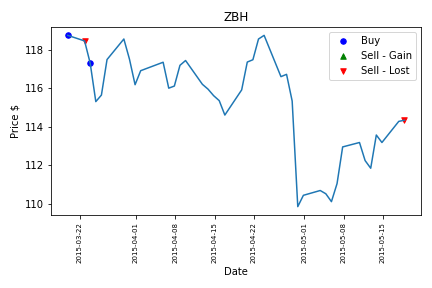 ZBH
Buy
Sell - Gain
Sell - Lost
Price $
118
116
114
112
110
2015-03-22
2015-04-01
2015-04-08
2015-04-15
2015-04-22
2015-05-01
2015-05-08
2015-05-15
Date